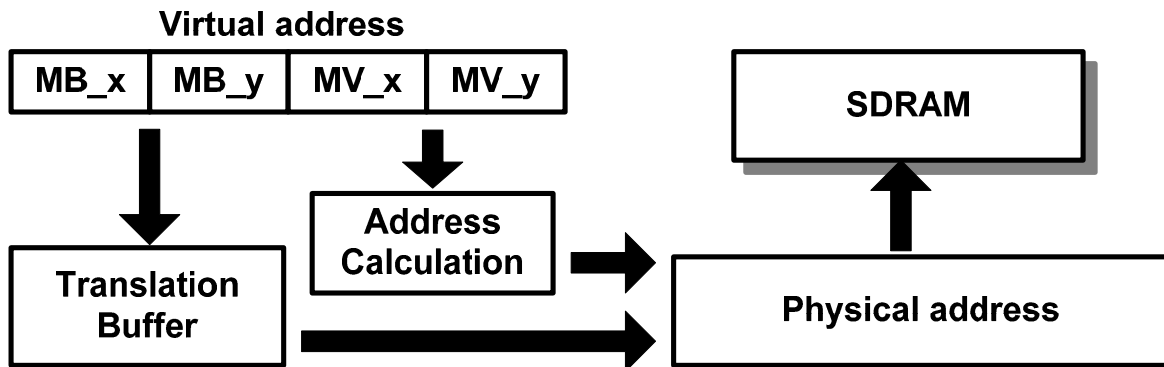 Virtual address
MB_x MB_y MV_x MV_y
SDRAM
Address
Calculation
Translation
Buffer
Physical address